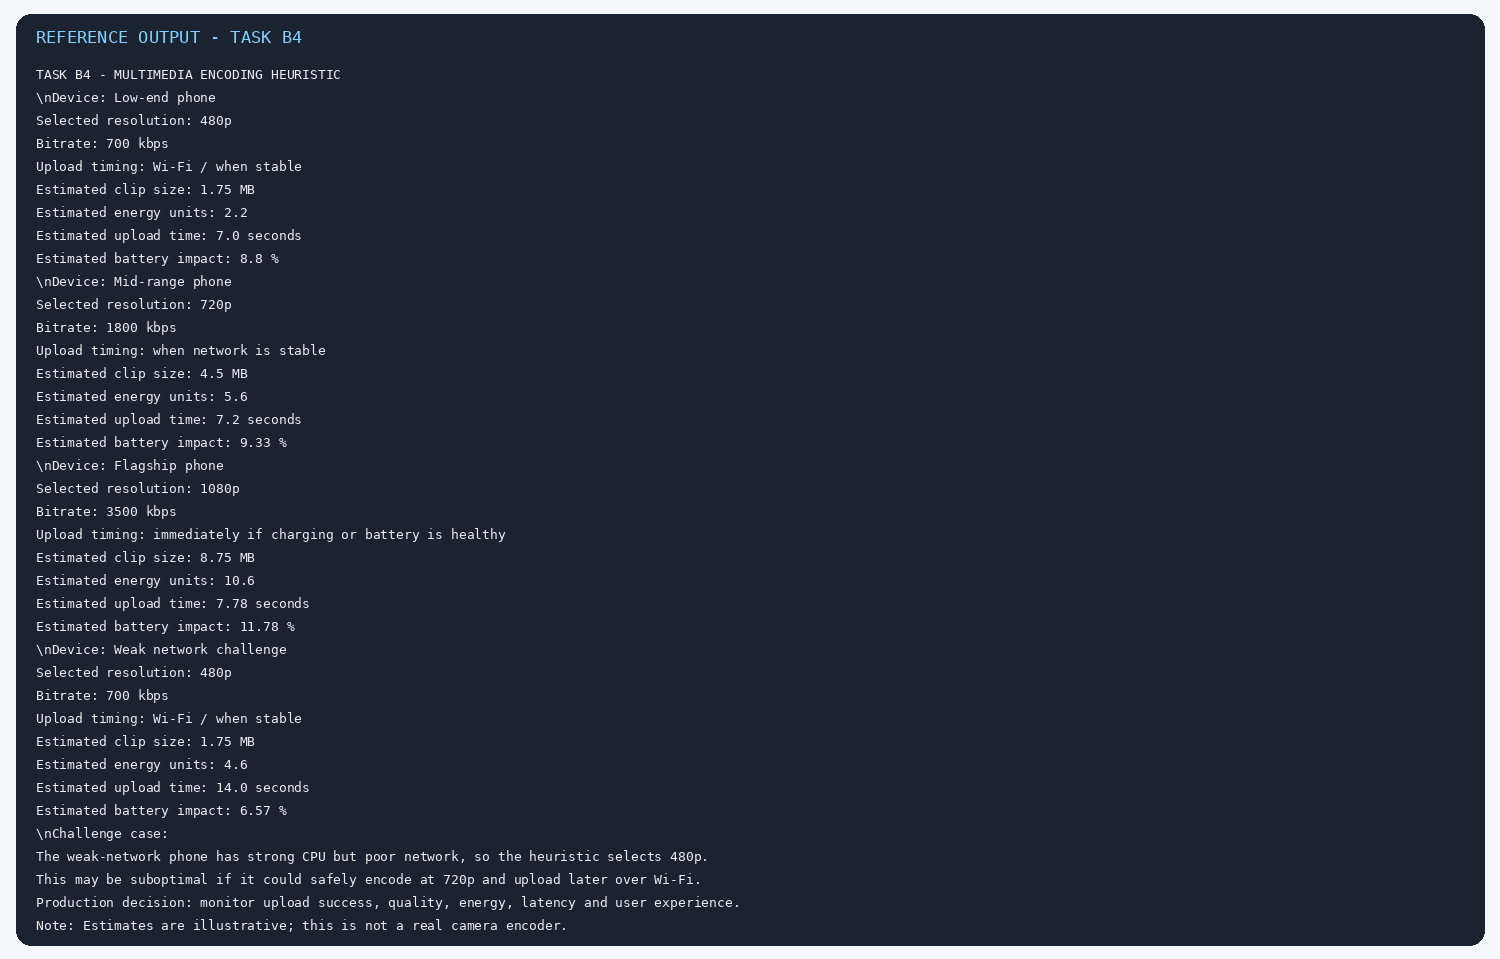 REFERENCE OUTPUT - TASK B4
TASK B4 - MULTIMEDIA ENCODING HEURISTIC
\nDevice: Low-end phone
Selected resolution: 480p
Bitrate: 700 kbps
Upload timing: Wi-Fi / when stable
Estimated clip size: 1.75 MB
Estimated energy units: 2.2
Estimated upload time: 7.0 seconds
Estimated battery impact: 8.8 %
\nDevice: Mid-range phone
Selected resolution: 720p
Bitrate: 1800 kbps
Upload timing: when network is stable
Estimated clip size: 4.5 MB
Estimated energy units: 5.6
Estimated upload time: 7.2 seconds
Estimated battery impact: 9.33 %
\nDevice: Flagship phone
Selected resolution: 1080p
Bitrate: 3500 kbps
Upload timing: immediately if charging or battery is healthy
Estimated clip size: 8.75 MB
Estimated energy units: 10.6
Estimated upload time: 7.78 seconds
Estimated battery impact: 11.78 %
\nDevice: Weak network challenge
Selected resolution: 480p
Bitrate: 700 kbps
Upload timing: Wi-Fi / when stable
Estimated clip size: 1.75 MB
Estimated energy units: 4.6
Estimated upload time: 14.0 seconds
Estimated battery impact: 6.57 %
\nChallenge case:
The weak-network phone has strong CPU but poor network, so the heuristic selects 480p.
This may be suboptimal if it could safely encode at 720p and upload later over Wi-Fi.
Production decision: monitor upload success, quality, energy, latency and user experience.
Note: Estimates are illustrative; this is not a real camera encoder.